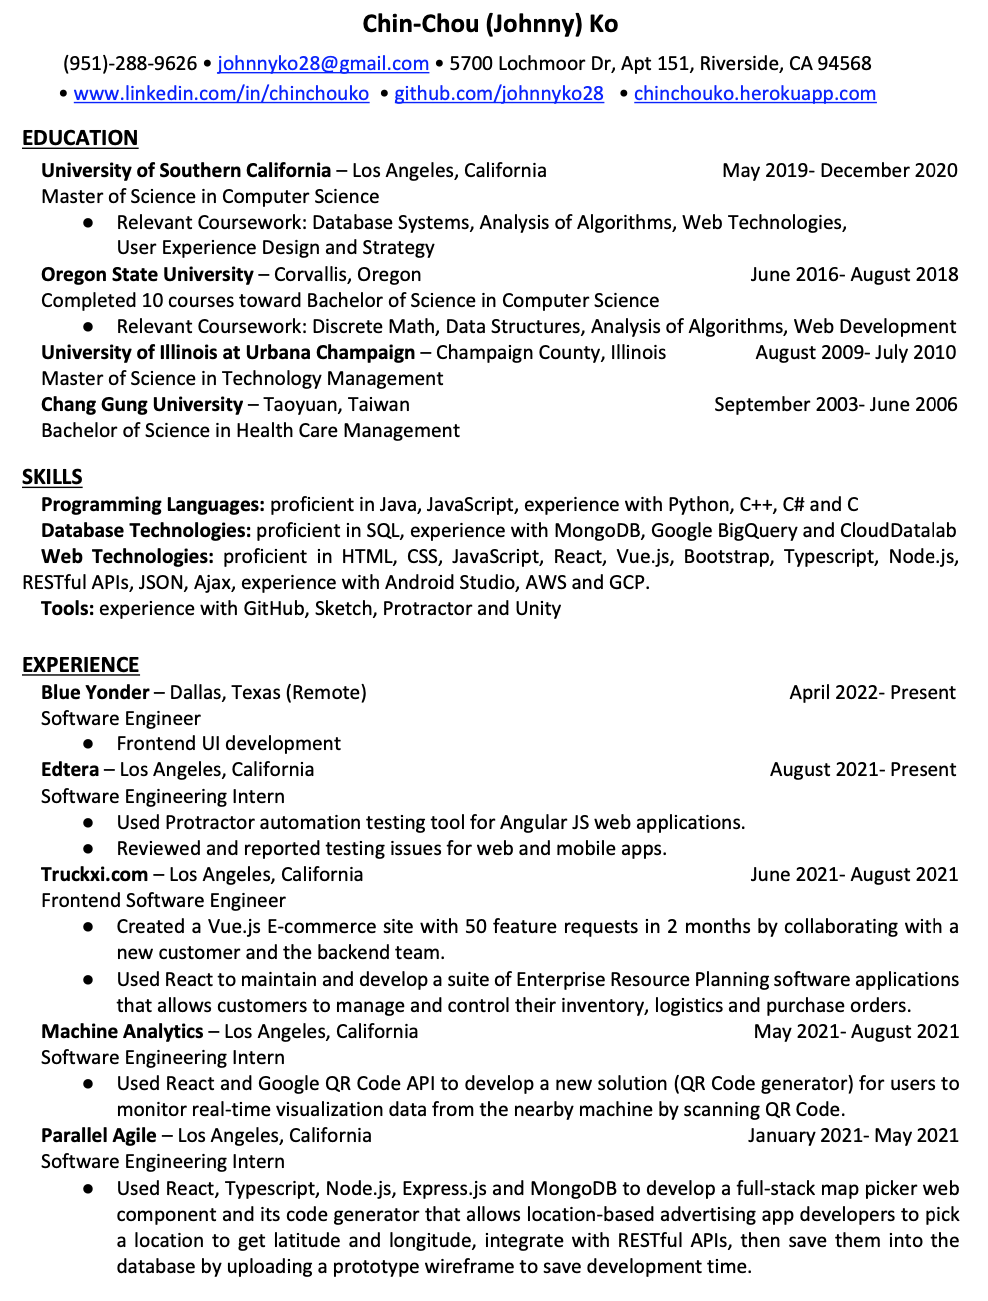 Chin-Chou (Johnny) Ko
(951)-288-9626 • johnnyko28@gmail.com • 5700 Lochmoor Dr, Apt 151, Riverside, CA 94568
• www.linkedin.com/in/chinchouko • github.com/johnnyko28 • chinchouko.herokuapp.com
EDUCATION
University of Southern California – Los Angeles, California May 2019- December 2020
Master of Science in Computer Science
● Relevant Coursework: Database Systems, Analysis of Algorithms, Web Technologies,
User Experience Design and Strategy
Oregon State University – Corvallis, Oregon June 2016- August 2018
Completed 10 courses toward Bachelor of Science in Computer Science
● Relevant Coursework: Discrete Math, Data Structures, Analysis of Algorithms, Web Development
University of Illinois at Urbana Champaign – Champaign County, Illinois August 2009- July 2010
Master of Science in Technology Management
Chang Gung University – Taoyuan, Taiwan September 2003- June 2006
Bachelor of Science in Health Care Management
SKILLS
Programming Languages: proficient in Java, JavaScript, experience with Python, C++, C# and C
Database Technologies: proficient in SQL, experience with MongoDB, Google BigQuery and CloudDatalab
Web Technologies: proficient in HTML, CSS, JavaScript, React, Vue.js, Bootstrap, Typescript, Node.js,
RESTful APIs, JSON, Ajax, experience with Android Studio, AWS and GCP.
Tools: experience with GitHub, Sketch, Protractor and Unity
EXPERIENCE
Blue Yonder – Dallas, Texas (Remote) April 2022- Present
Software Engineer
● Frontend UI development
Edtera – Los Angeles, California August 2021- Present
Software Engineering Intern
● Used Protractor automation testing tool for Angular JS web applications.
● Reviewed and reported testing issues for web and mobile apps.
Truckxi.com – Los Angeles, California June 2021- August 2021
Frontend Software Engineer
● Created a Vue.js E-commerce site with 50 feature requests in 2 months by collaborating with a
new customer and the backend team.
● Used React to maintain and develop a suite of Enterprise Resource Planning software applications
that allows customers to manage and control their inventory, logistics and purchase orders.
Machine Analytics – Los Angeles, California May 2021- August 2021
Software Engineering Intern
● Used React and Google QR Code API to develop a new solution (QR Code generator) for users to
monitor real-time visualization data from the nearby machine by scanning QR Code.
Parallel Agile – Los Angeles, California January 2021- May 2021
Software Engineering Intern
● Used React, Typescript, Node.js, Express.js and MongoDB to develop a full-stack map picker web
component and its code generator that allows location-based advertising app developers to pick
a location to get latitude and longitude, integrate with RESTful APIs, then save them into the
database by uploading a prototype wireframe to save development time.